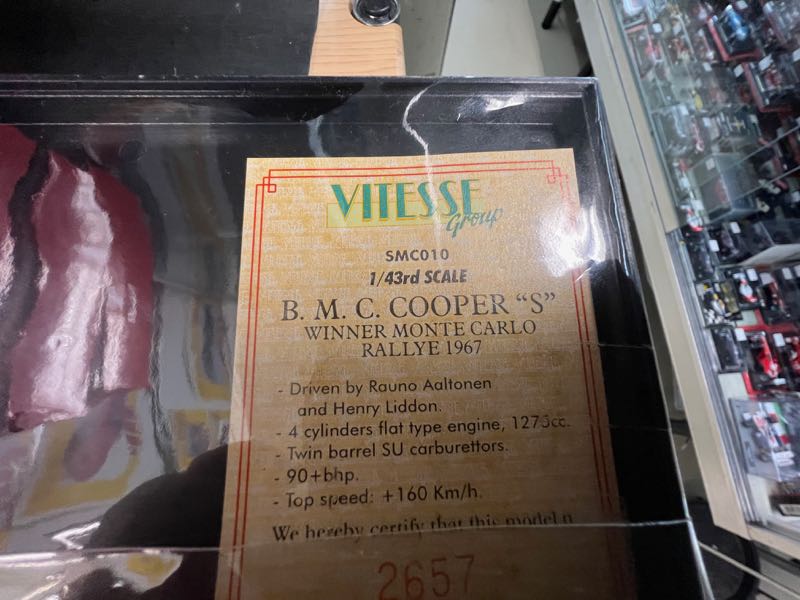 VITESSE
Group
SMC010
1/43rd SCALE
B. M. C. COOPER “S”
WINNER MONTE CARLO
RALLYE 1967
- Driven by Rauno Aaltonen
and Henry Liddon.
- 4 cylinders flat type engine, 1275cc.
- Twin barrel SU carburettors.
- 90+bhp.
- Top speed: +160 Km/h.
We hereby certify that this model n
2657